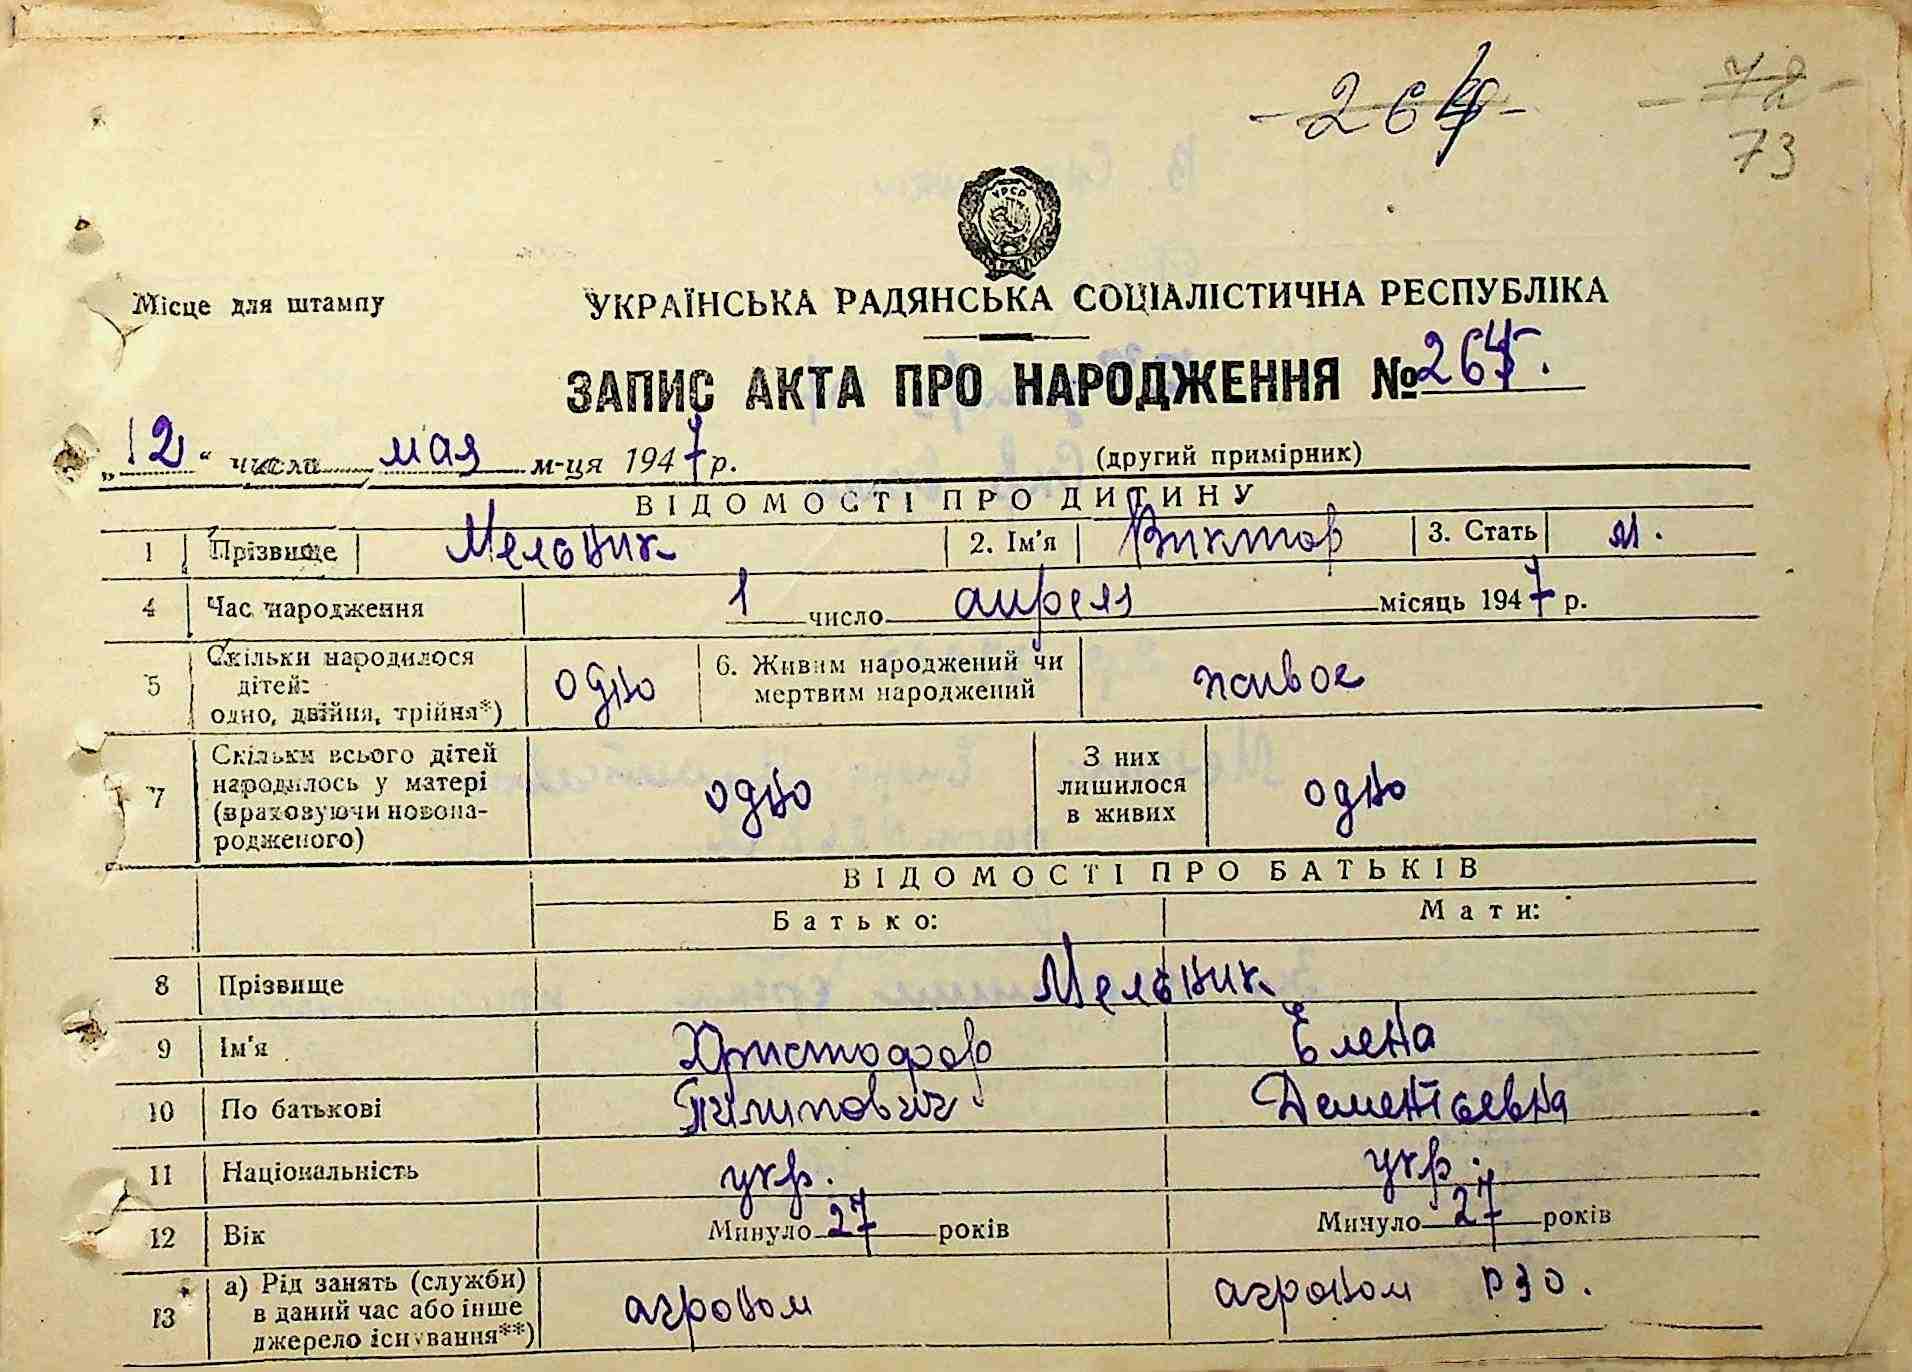 73
УРСР
Місце для штампу
УКРАЇНСЬКА РАДЯНСЬКА СОЦІАЛІСТИЧНА РЕСПУБЛІКА
ЗАПИС АКТА ПРО НАРОДЖЕННЯ №
„12“ числа мая м-ця 1947 р. (другий примірник)
ВІДОМОСТІ ПРО ДИТИНУ
1 Прізвище Мельник 2. Ім'я Виктор 3. Стать м.
4 Час народження 1 число апреля місяць 1947 р.
5 Скільки народилося дітей: одно, двійня, трійня*) одно 6. Живим народжений чи мертвим народжений живое
7 Скільки всього дітей народилось у матері (враховуючи новонародженого) одно З них лишилося в живих одно
ВІДОМОСТІ ПРО БАТЬКІВ
Батько: Мати:
8 Прізвище Мельник
9 Ім'я Христофор Елена
10 По батькові Пилипович Дементьевна
11 Національність укр. укр.
12 Вік Минуло 27 років Минуло 27 років
13 а) Рід занять (служби) в даний час або інше джерело існування**) агроном агроном РЗО.